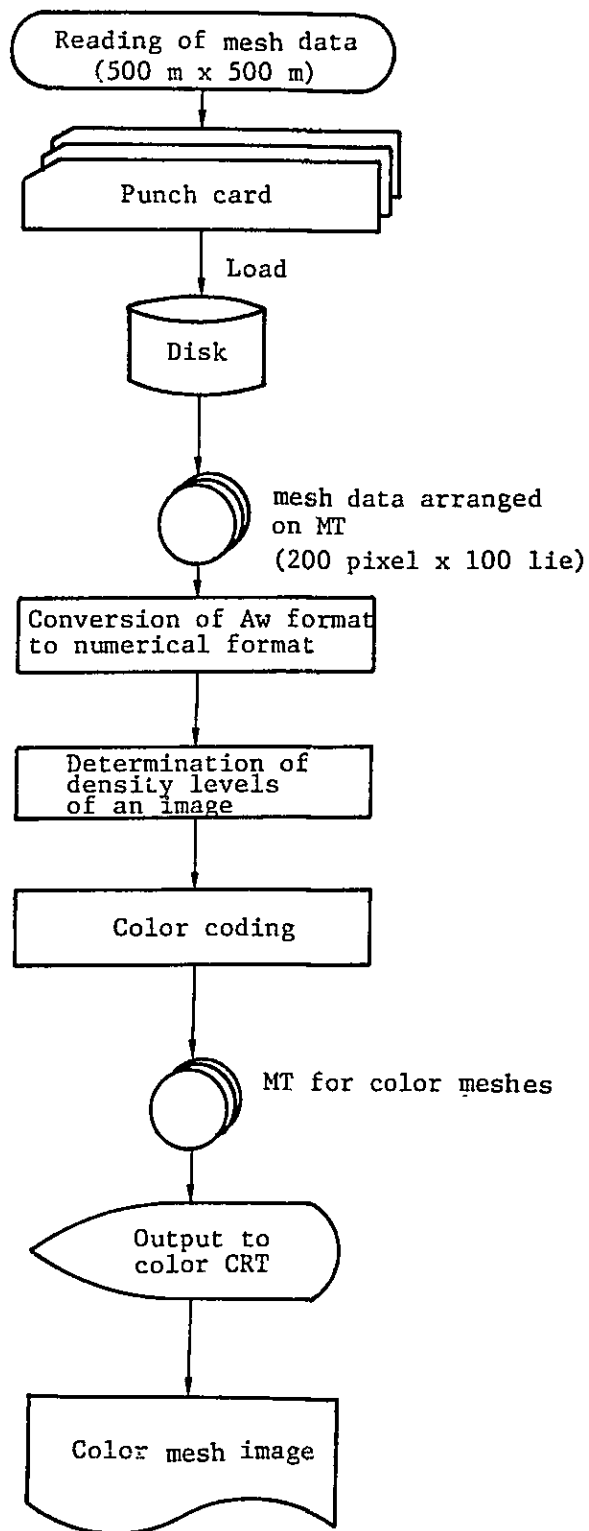 Reading of mesh data
(500 m x 500 m)
Punch card
Load
Disk
mesh data arranged
on MT
(200 pixel x 100 lie)
Conversion of Aw format
to numerical format
Determination of
density levels
of an image
Color coding
MT for color meshes
Output to
color CRT
Color mesh image